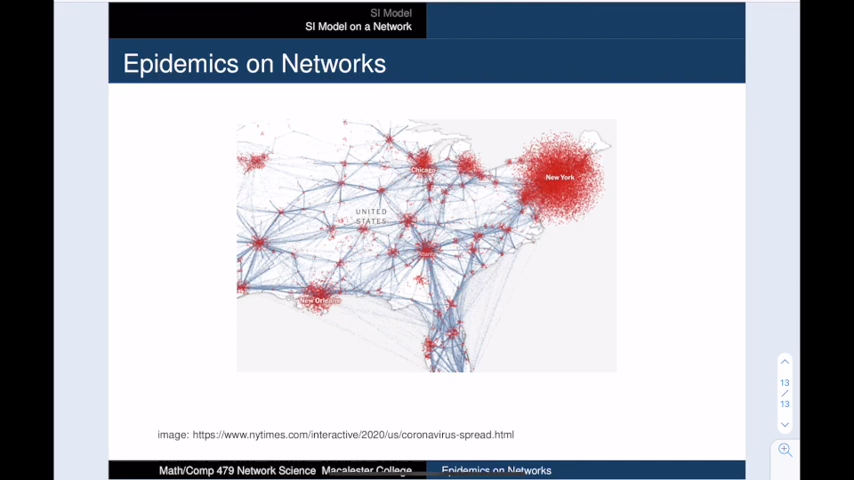 SI Model
SI Model on a Network
Epidemics on Networks
Chicago
New York
UNITED
STATES
Atlanta
New Orleans
image: https://www.nytimes.com/interactive/2020/us/coronavirus-spread.html
13
/
13
Math/Comp 479 Network Science Macalester College Epidemics on Networks